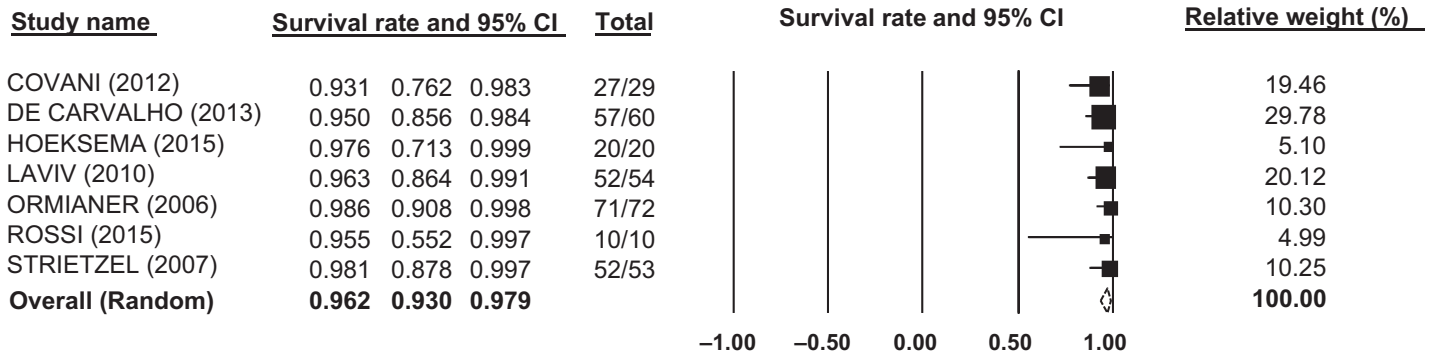 Study name Survival rate and 95% CI Total Survival rate and 95% CI Relative weight (%)
COVANI (2012) 0.931 0.762 0.983 27/29 19.46
DE CARVALHO (2013) 0.950 0.856 0.984 57/60 29.78
HOEKSEMA (2015) 0.976 0.713 0.999 20/20 5.10
LAVIV (2010) 0.963 0.864 0.991 52/54 20.12
ORMIANER (2006) 0.986 0.908 0.998 71/72 10.30
ROSSI (2015) 0.955 0.552 0.997 10/10 4.99
STRIETZEL (2007) 0.981 0.878 0.997 52/53 10.25
Overall (Random) 0.962 0.930 0.979 100.00
–1.00 –0.50 0.00 0.50 1.00